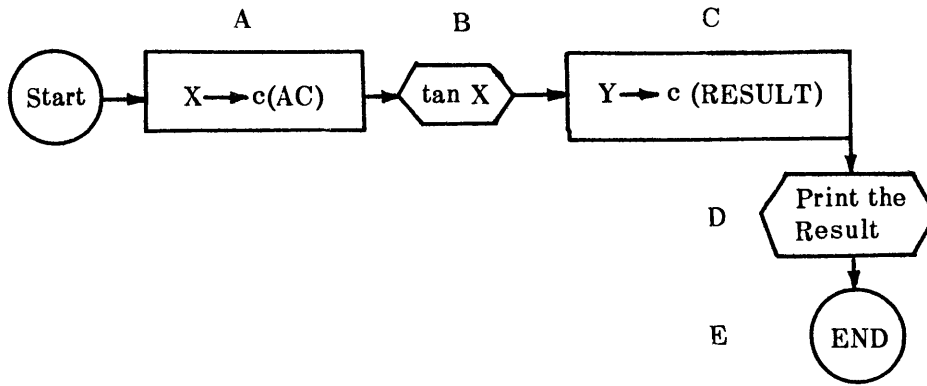 A
B
C
Start
X → c(AC)
tan X
Y → c (RESULT)
D
Print the
Result
E
END